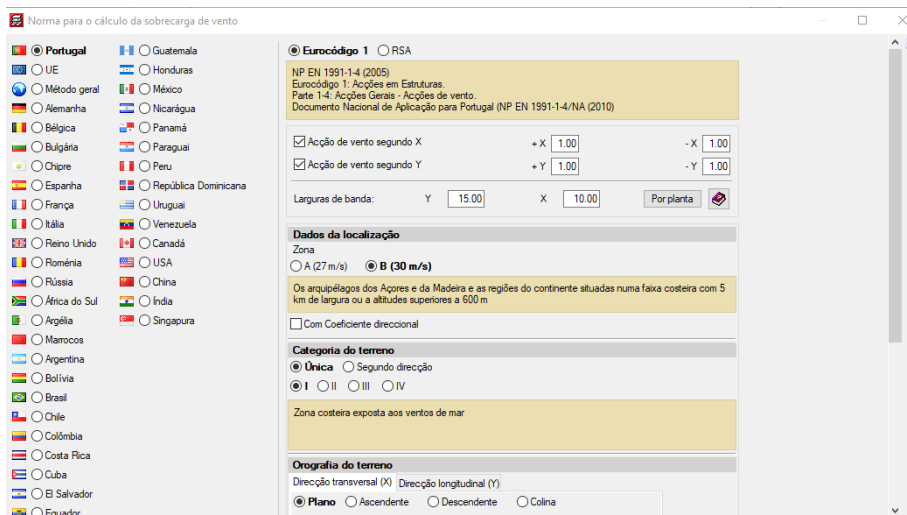 Norma para o cálculo da sobrecarga de vento
Portugal
UE
Método geral
Alemanha
Bélgica
Bulgária
Chipre
Espanha
França
Itália
Reino Unido
Roménia
Rússia
África do Sul
Argélia
Marrocos
Argentina
Bolívia
Brasil
Chile
Colômbia
Costa Rica
Cuba
El Salvador
Equador
Guatemala
Honduras
México
Nicarágua
Panamá
Paraguai
Peru
República Dominicana
Uruguai
Venezuela
Canadá
USA
China
Índia
Singapura
Eurocódigo 1 RSA
NP EN 1991-1-4 (2005)
Eurocódigo 1: Acções em Estruturas.
Parte 1-4: Acções Gerais - Acções de vento.
Documento Nacional de Aplicação para Portugal (NP EN 1991-1-4/NA (2010)
Acção de vento segundo X +X 1.00 -X 1.00
Acção de vento segundo Y +Y 1.00 -Y 1.00
Larguras de banda: Y 15.00 X 10.00 Por planta
Dados da localização
Zona
A (27 m/s) B (30 m/s)
Os arquipélagos dos Açores e da Madeira e as regiões do continente situadas numa faixa costeira com 5
km de largura ou a altitudes superiores a 600 m
Com Coeficiente direccional
Categoria do terreno
Única Segundo direcção
I II III IV
Zona costeira exposta aos ventos de mar
Orografia do terreno
Direcção transversal (X) Direcção longitudinal (Y)
Plano Ascendente Descendente Colina